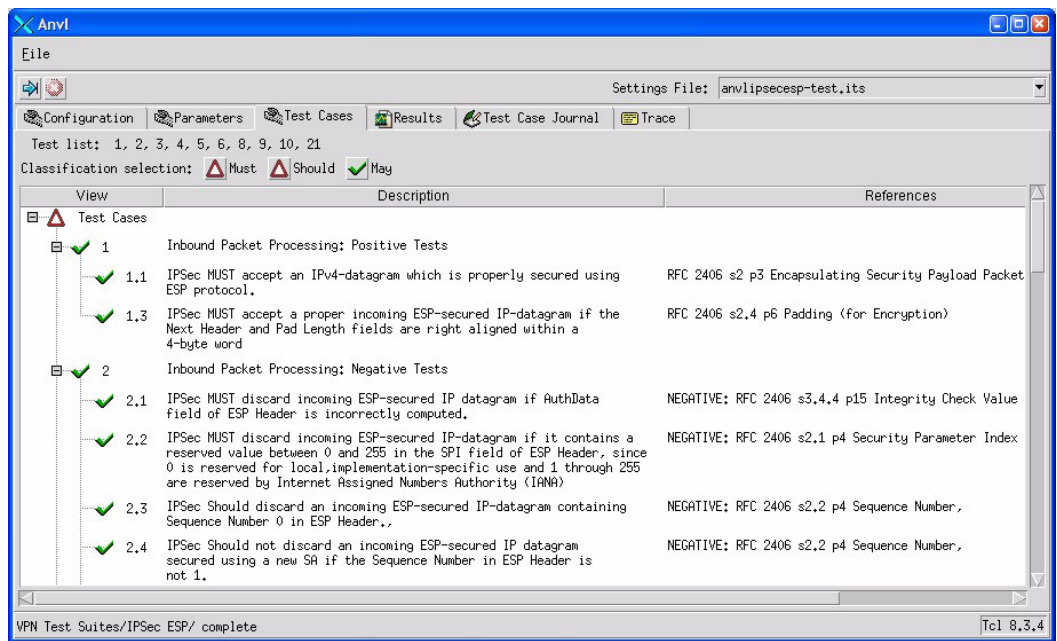 Anvl
File
Settings File: anvlipsecesp-test.its
Configuration Parameters Test Cases Results Test Case Journal Trace
Test list: 1, 2, 3, 4, 5, 6, 8, 9, 10, 21
Classification selection: Must Should May
View Description References
Test Cases
1 Inbound Packet Processing: Positive Tests
1.1 IPSec MUST accept an IPv4-datagram which is properly secured using RFC 2406 s2 p3 Encapsulating Security Payload Packet
ESP protocol.
1.3 IPSec MUST accept a proper incoming ESP-secured IP-datagram if the RFC 2406 s2.4 p6 Padding (for Encryption)
Next Header and Pad Length fields are right aligned within a
4-byte word
2 Inbound Packet Processing: Negative Tests
2.1 IPSec MUST discard incoming ESP-secured IP datagram if AuthData NEGATIVE: RFC 2406 s3.4.4 p15 Integrity Check Value
field of ESP Header is incorrectly computed.
2.2 IPSec MUST discard incoming ESP-secured IP-datagram if it contains a NEGATIVE: RFC 2406 s2.1 p4 Security Parameter Index
reserved value between 0 and 255 in the SPI field of ESP Header, since
0 is reserved for local,implementation-specific use and 1 through 255
are reserved by Internet Assigned Numbers Authority (IANA)
2.3 IPSec Should discard an incoming ESP-secured IP-datagram containing NEGATIVE: RFC 2406 s2.2 p4 Sequence Number,
Sequence Number 0 in ESP Header.,
2.4 IPSec Should not discard an incoming ESP-secured IP datagram NEGATIVE: RFC 2406 s2.2 p4 Sequence Number,
secured using a new SA if the Sequence Number in ESP Header is
not 1.
VPN Test Suites/IPSec ESP/ complete Tcl 8.3.4